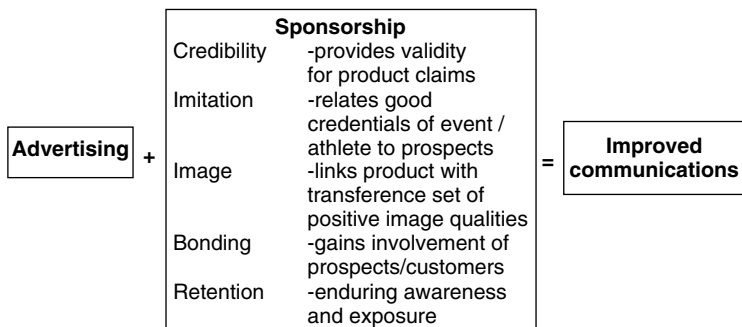 Sponsorship
Credibility -provides validity
for product claims
Imitation -relates good
credentials of event /
athlete to prospects
Advertising + Image -links product with
transference set of
positive image qualities
= Improved
communications
Bonding -gains involvement of
prospects/customers
Retention -enduring awareness
and exposure